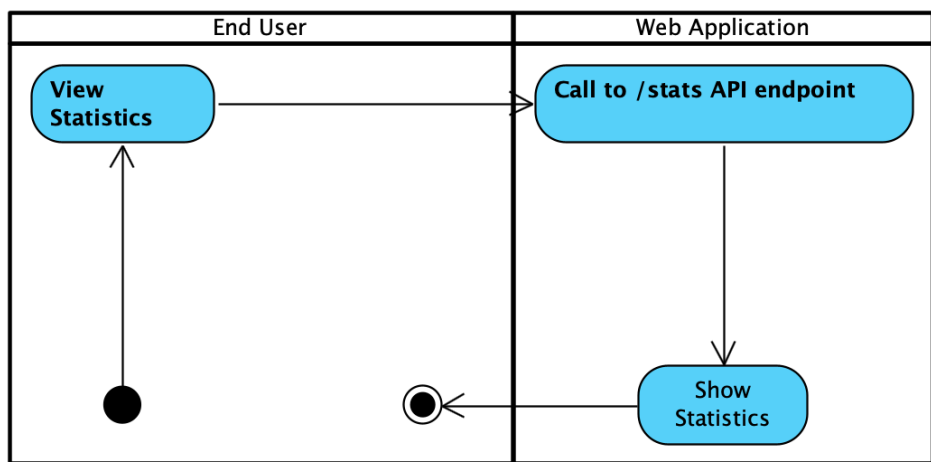 End User
Web Application
View
Statistics
Call to /stats API endpoint
Show
Statistics